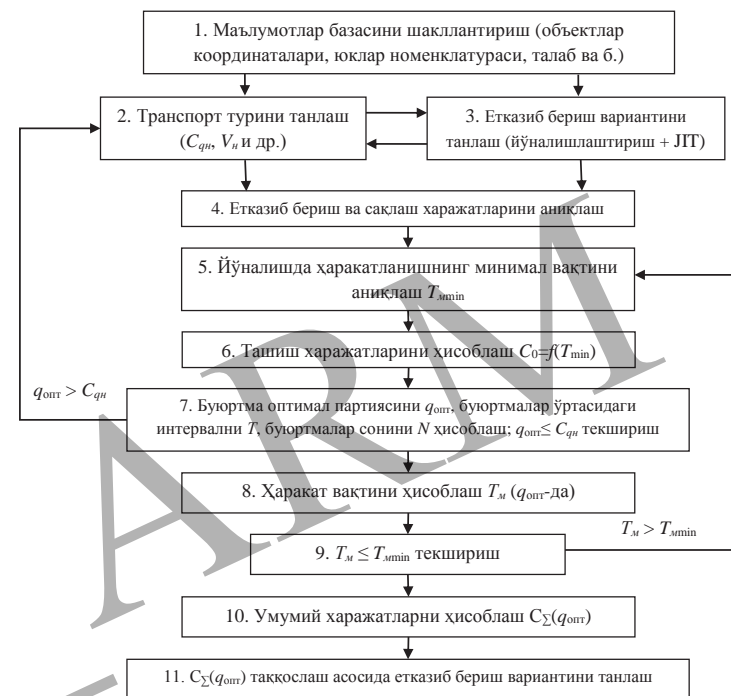 1. Маълумотлар базасини шакллантириш (объектлар
координаталари, юклар номенклатураси, талаб ва б.)
2. Транспорт турини танлаш
(Cqн, Vн и др.)
3. Етказиб бериш вариантини
танлаш (йўналишлаштириш + JIT)
4. Етказиб бериш ва сақлаш харажатларини аниқлаш
5. Йўналишда ҳаракатланишнинг минимал вақтини
аниқлаш Tмmin
6. Ташиш харажатларини ҳисоблаш C0=f(Tmin)
qопт > Cqн
7. Буюртма оптимал партиясини qопт, буюртмалар ўртасидаги
интервални T, буюртмалар сонини N ҳисоблаш; qопт≤ Cqн текшириш
8. Ҳаракат вақтини ҳисоблаш Tм (qопт-да)
Tм > Tмmin
9. Tм ≤ Tмmin текшириш
10. Умумий харажатларни ҳисоблаш C∑(qопт)
11. C∑(qопт) таққослаш асосида етказиб бериш вариантини танлаш
ARM